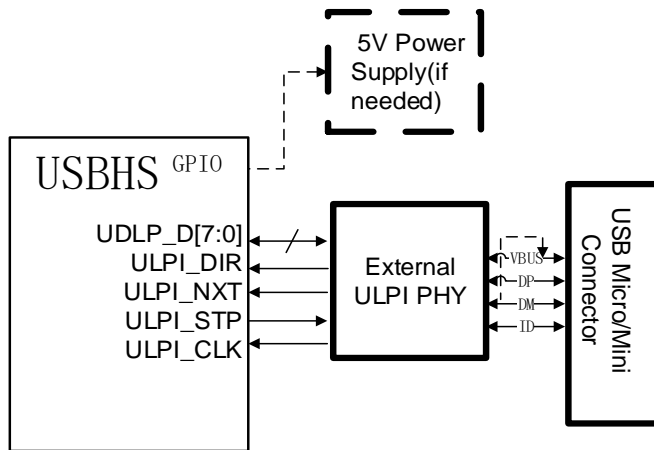 5V Power
Supply(if
needed)
USBHS GPIO
UDLP_D[7:0]
ULPI_DIR
ULPI_NXT
ULPI_STP
ULPI_CLK
External
ULPI PHY
VBUS
DP
DM
ID
USB Micro/Mini
Connector